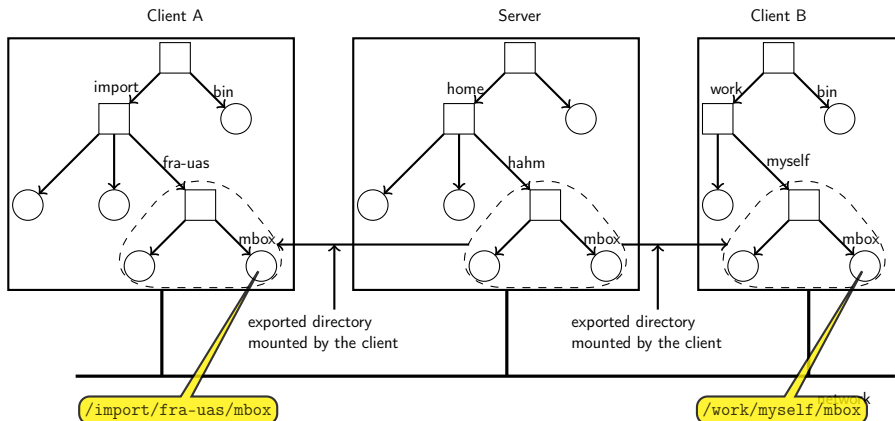 Client A
Server
Client B
import
bin
home
work
bin
fra-uas
hahm
myself
mbox
mbox
mbox
exported directory
mounted by the client
exported directory
mounted by the client
network
/import/fra-uas/mbox
/work/myself/mbox